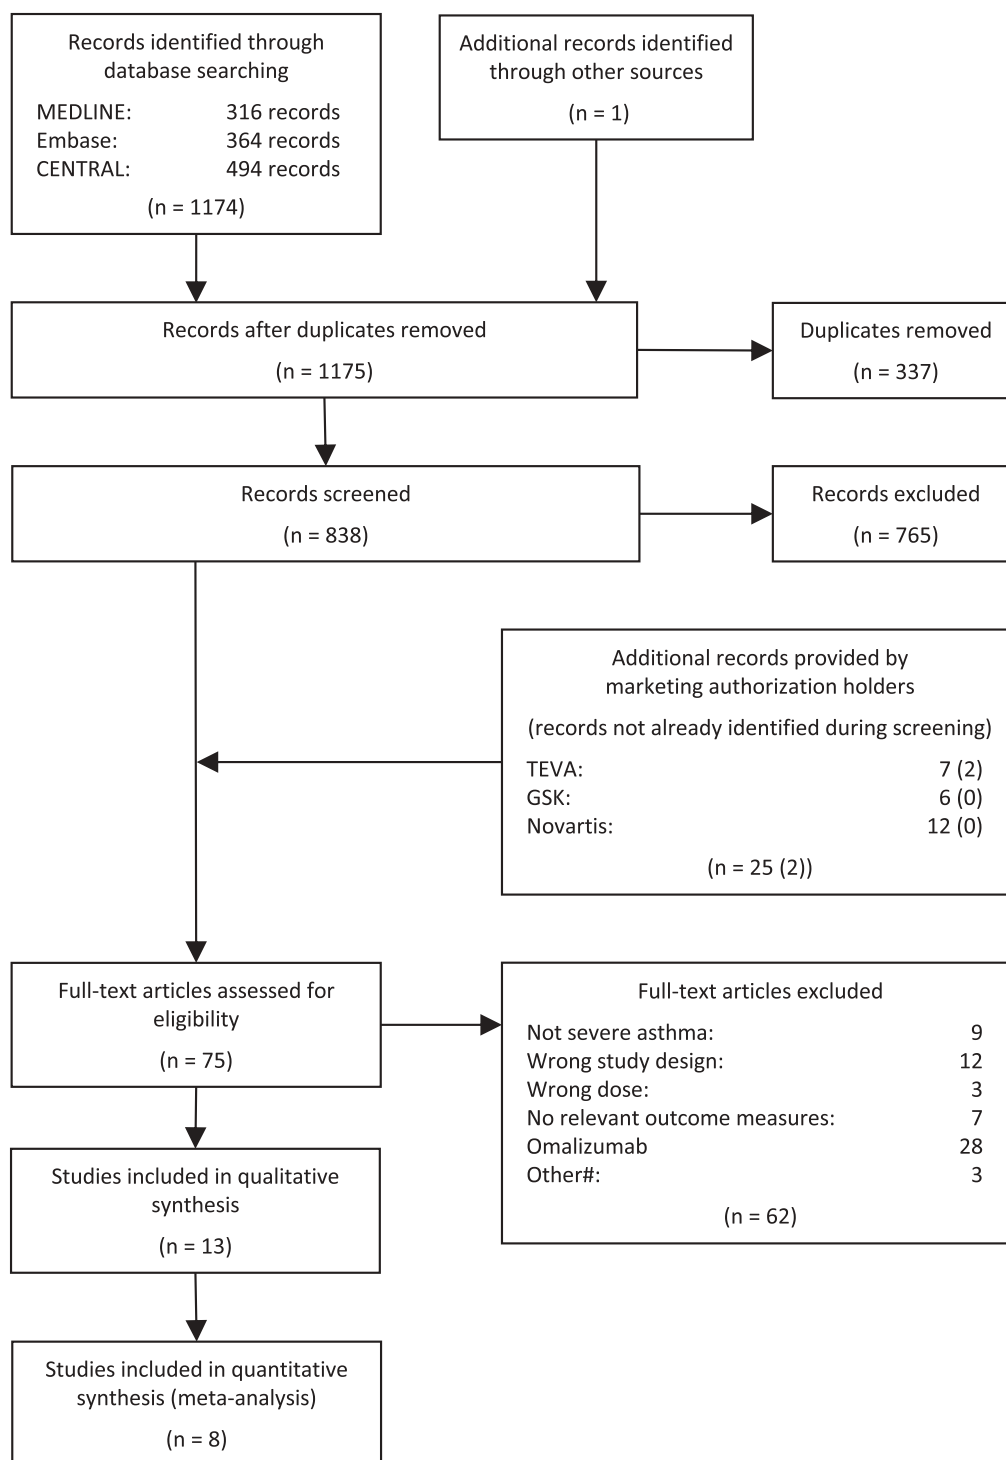 Records identified through
database searching
MEDLINE: 316 records
Embase: 364 records
CENTRAL: 494 records
(n = 1174)
Additional records identified
through other sources
(n = 1)
Records after duplicates removed
(n = 1175)
Duplicates removed
(n = 337)
Records screened
(n = 838)
Records excluded
(n = 765)
Additional records provided by
marketing authorization holders
(records not already identified during screening)
TEVA: 7 (2)
GSK: 6 (0)
Novartis: 12 (0)
(n = 25 (2))
Full-text articles assessed for
eligibility
(n = 75)
Full-text articles excluded
Not severe asthma: 9
Wrong study design: 12
Wrong dose: 3
No relevant outcome measures: 7
Omalizumab 28
Other#: 3
(n = 62)
Studies included in qualitative
synthesis
(n = 13)
Studies included in quantitative
synthesis (meta-analysis)
(n = 8)